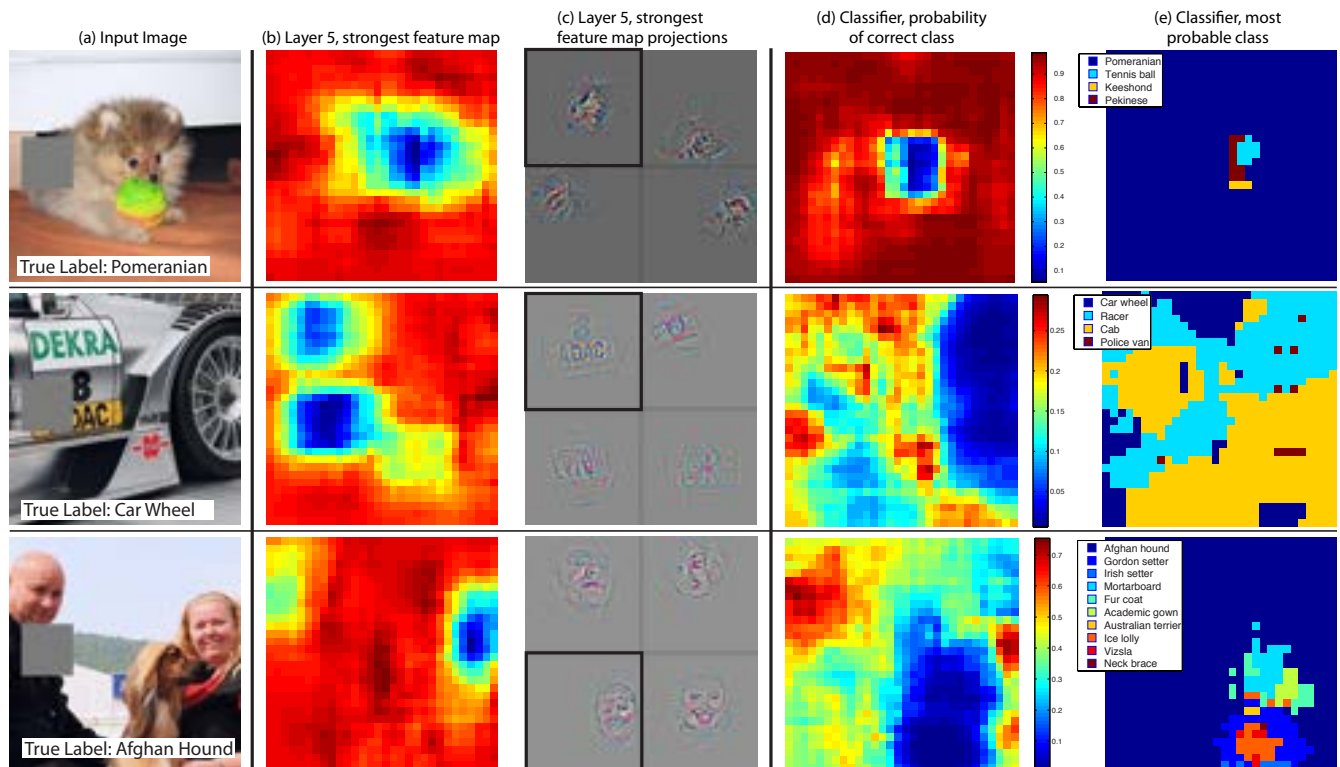 (a) Input Image
(b) Layer 5, strongest feature map
(c) Layer 5, strongest
feature map projections
(d) Classifier, probability
of correct class
(e) Classifier, most
probable class
True Label: Pomeranian
0.9
0.8
0.7
0.6
0.5
0.4
0.3
0.2
0.1
Pomeranian
Tennis ball
Keeshond
Pekinese
DEKRA
8
DAC
True Label: Car Wheel
0.25
0.2
0.15
0.1
0.05
Car wheel
Racer
Cab
Police van
True Label: Afghan Hound
0.7
0.6
0.5
0.4
0.3
0.2
0.1
Afghan hound
Gordon setter
Irish setter
Mortarboard
Fur coat
Academic gown
Australian terrier
Ice lolly
Vizsla
Neck brace